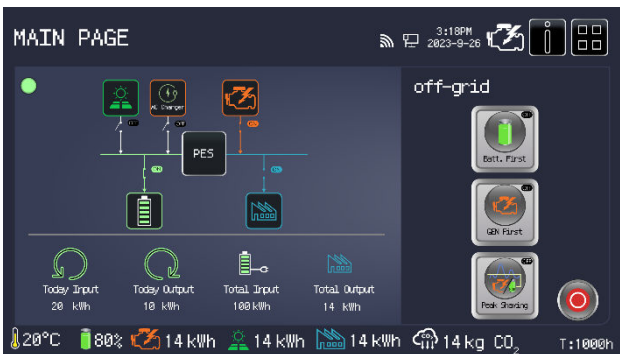 MAIN PAGE
3:18PM
2023-9-26
off-grid
AC Charger
PES
Batt. First
GEN First
Peak Shaving
Today Input
20 kWh
Today Output
10 kWh
Total Input
100 kWh
Total Output
14 kWh
20°C 80% 14 kWh 14 kWh 14 kWh 14 kg CO₂ T:1000h